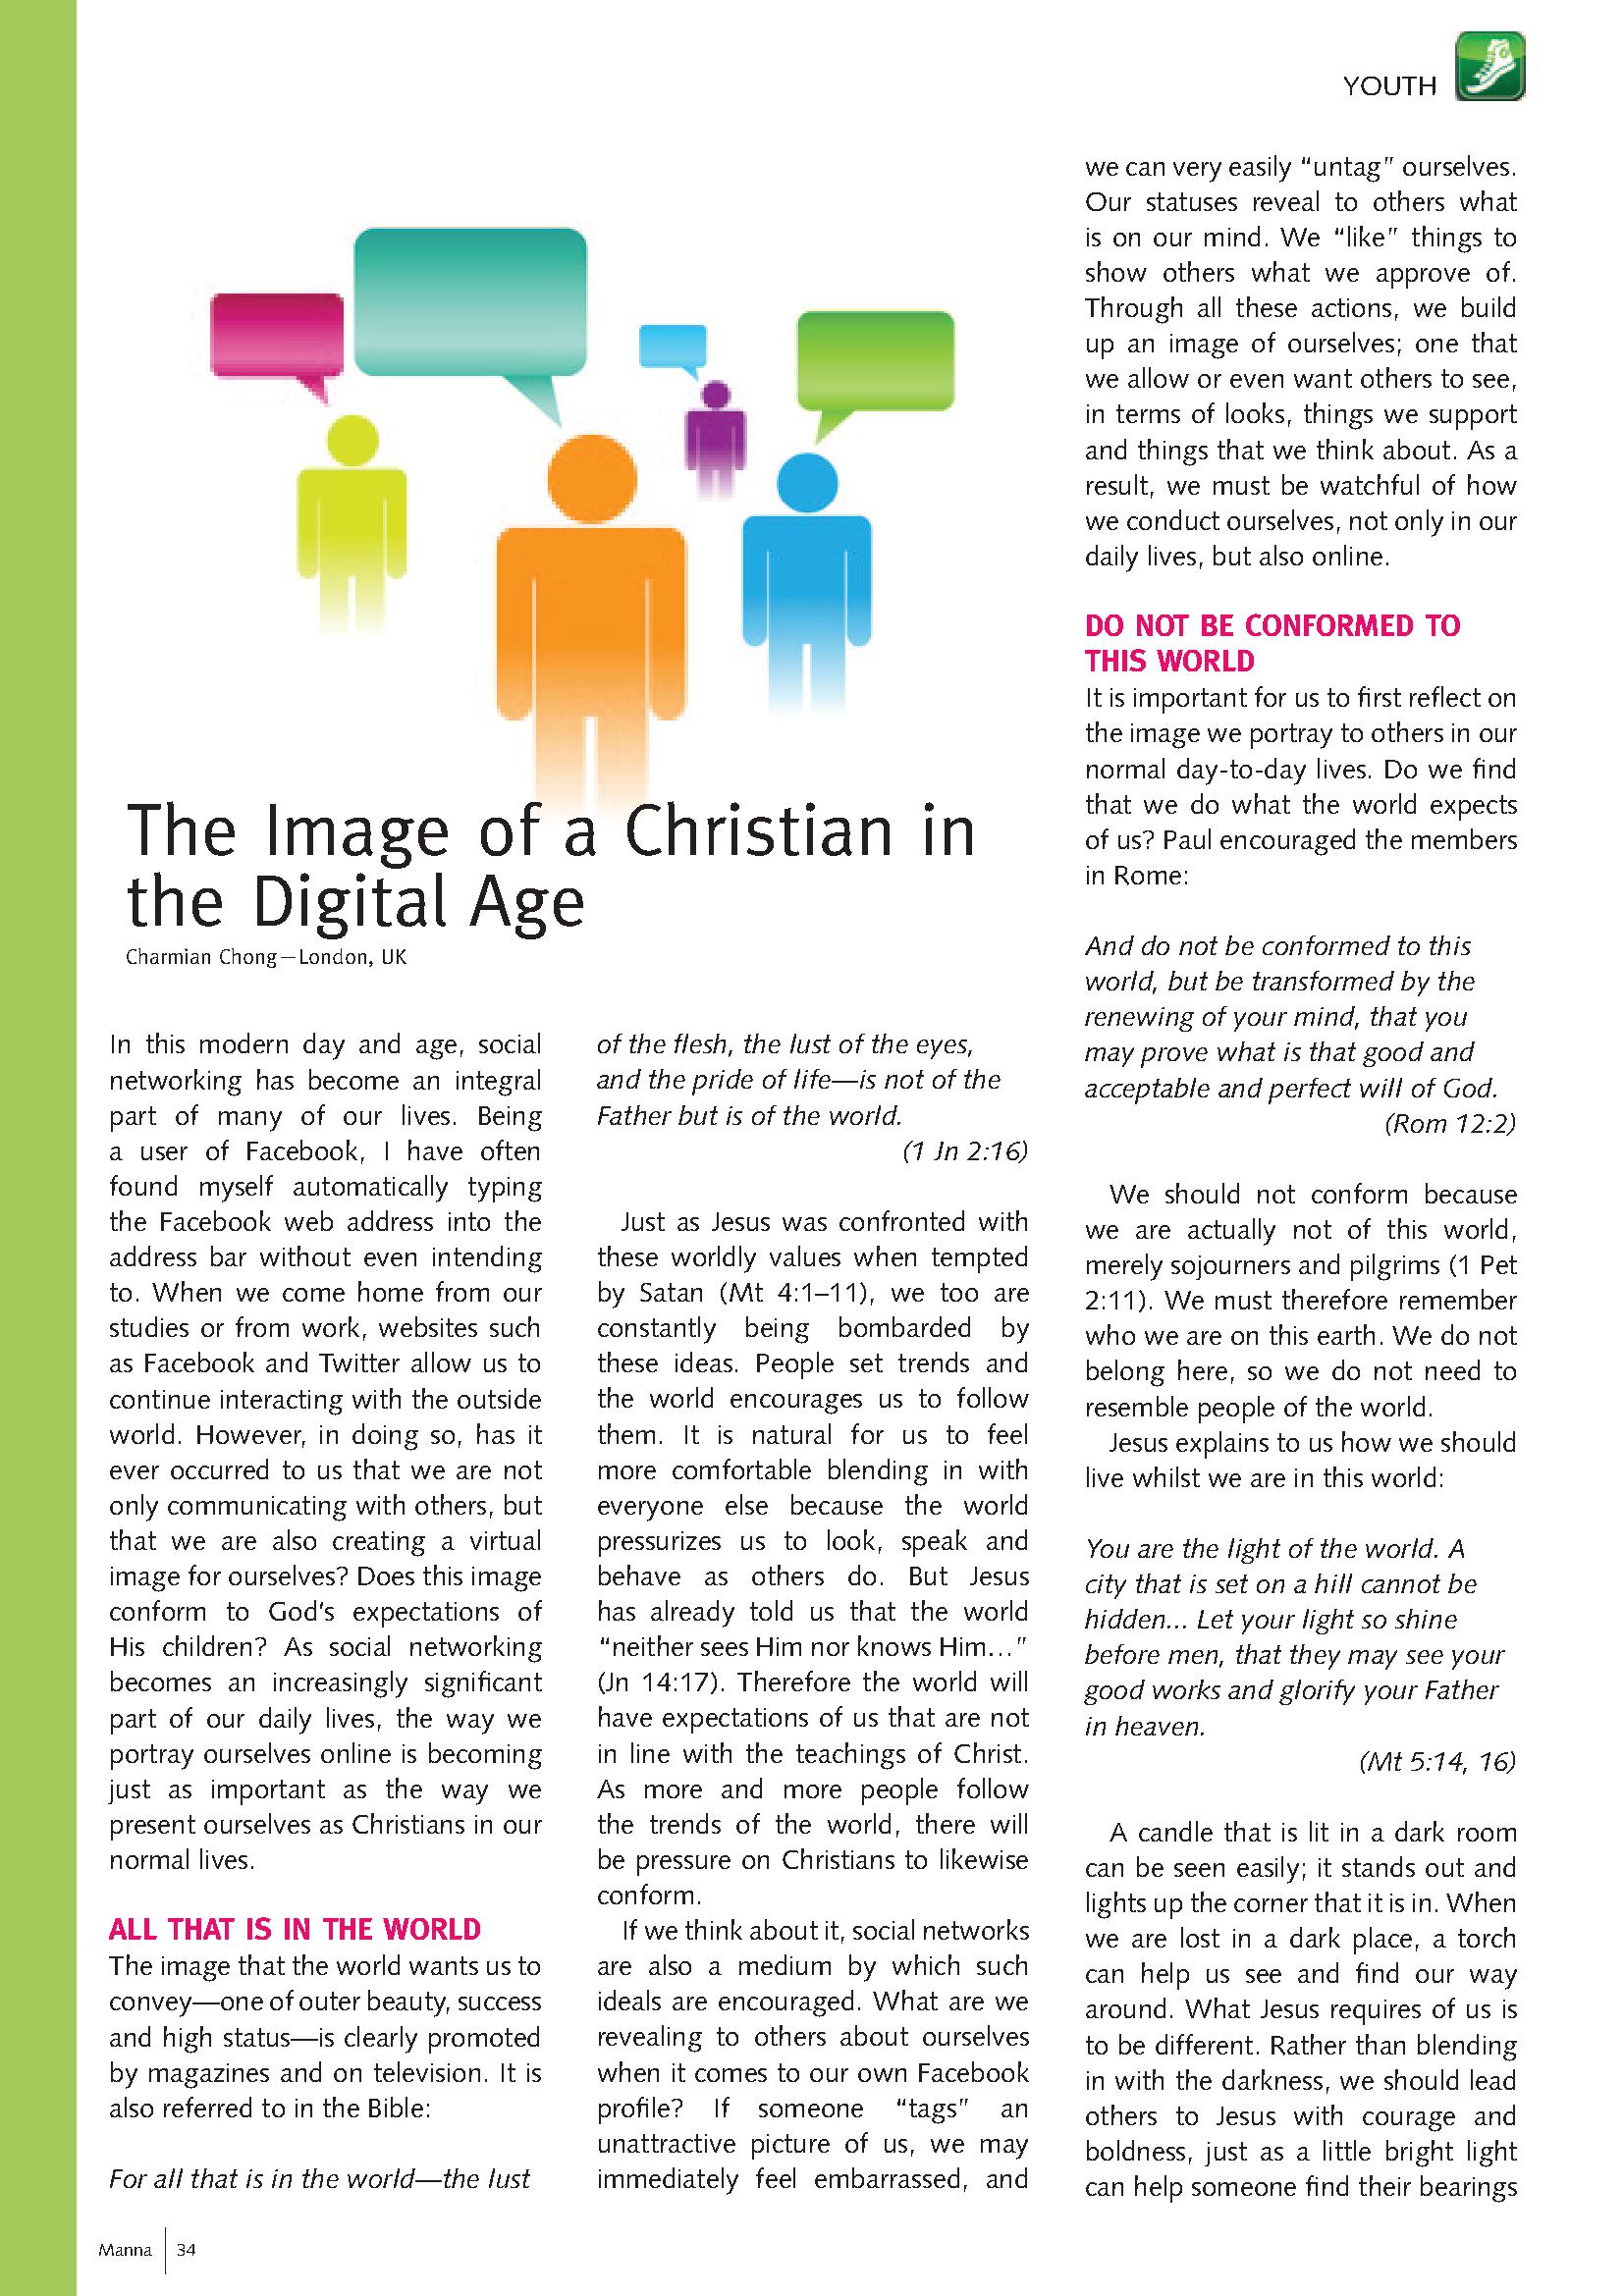 YOUTH
The Image of a Christian in
the Digital Age
Charmian Chong—London, UK
In this modern day and age, social
networking has become an integral
part of many of our lives. Being
a user of Facebook, I have often
found myself automatically typing
the Facebook web address into the
address bar without even intending
to. When we come home from our
studies or from work, websites such
as Facebook and Twitter allow us to
continue interacting with the outside
world. However, in doing so, has it
ever occurred to us that we are not
only communicating with others, but
that we are also creating a virtual
image for ourselves? Does this image
conform to God's expectations of
His children? As social networking
becomes an increasingly significant
part of our daily lives, the way we
portray ourselves online is becoming
just as important as the way we
present ourselves as Christians in our
normal lives.
ALL THAT IS IN THE WORLD
The image that the world wants us to
convey—one of outer beauty, success
and high status—is clearly promoted
by magazines and on television. It is
also referred to in the Bible:
For all that is in the world—the lust
of the flesh, the lust of the eyes,
and the pride of life—is not of the
Father but is of the world.
(1 Jn 2:16)
Just as Jesus was confronted with
these worldly values when tempted
by Satan (Mt 4:1–11), we too are
constantly being bombarded by
these ideas. People set trends and
the world encourages us to follow
them. It is natural for us to feel
more comfortable blending in with
everyone else because the world
pressurizes us to look, speak and
behave as others do. But Jesus
has already told us that the world
“neither sees Him nor knows Him…”
(Jn 14:17). Therefore the world will
have expectations of us that are not
in line with the teachings of Christ.
As more and more people follow
the trends of the world, there will
be pressure on Christians to likewise
conform.
If we think about it, social networks
are also a medium by which such
ideals are encouraged. What are we
revealing to others about ourselves
when it comes to our own Facebook
profile? If someone “tags” an
unattractive picture of us, we may
immediately feel embarrassed, and
we can very easily “untag” ourselves.
Our statuses reveal to others what
is on our mind. We “like” things to
show others what we approve of.
Through all these actions, we build
up an image of ourselves; one that
we allow or even want others to see,
in terms of looks, things we support
and things that we think about. As a
result, we must be watchful of how
we conduct ourselves, not only in our
daily lives, but also online.
DO NOT BE CONFORMED TO
THIS WORLD
It is important for us to first reflect on
the image we portray to others in our
normal day-to-day lives. Do we find
that we do what the world expects
of us? Paul encouraged the members
in Rome:
And do not be conformed to this
world, but be transformed by the
renewing of your mind, that you
may prove what is that good and
acceptable and perfect will of God.
(Rom 12:2)
We should not conform because
we are actually not of this world,
merely sojourners and pilgrims (1 Pet
2:11). We must therefore remember
who we are on this earth. We do not
belong here, so we do not need to
resemble people of the world.
Jesus explains to us how we should
live whilst we are in this world:
You are the light of the world. A
city that is set on a hill cannot be
hidden... Let your light so shine
before men, that they may see your
good works and glorify your Father
in heaven.
(Mt 5:14, 16)
A candle that is lit in a dark room
can be seen easily; it stands out and
lights up the corner that it is in. When
we are lost in a dark place, a torch
can help us see and find our way
around. What Jesus requires of us is
to be different. Rather than blending
in with the darkness, we should lead
others to Jesus with courage and
boldness, just as a little bright light
can help someone find their bearings
Manna 34